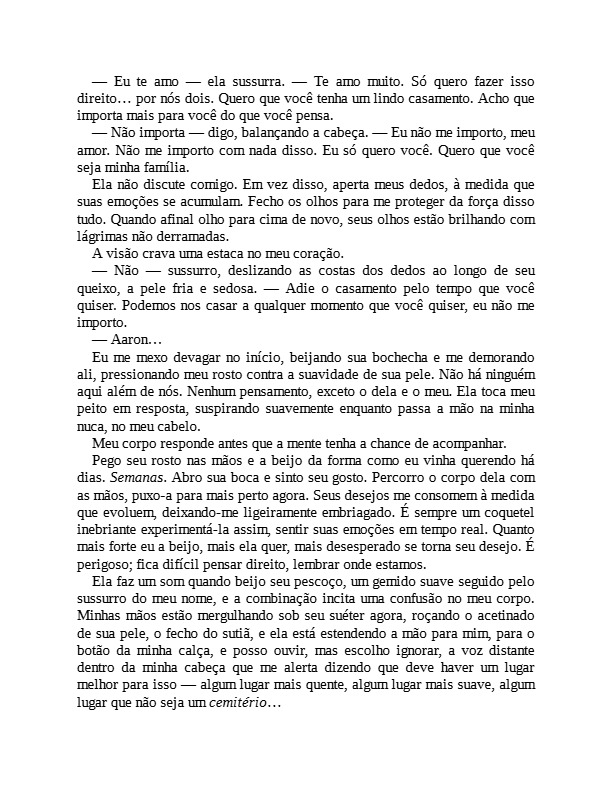 — Eu te amo — ela sussurra. — Te amo muito. Só quero fazer isso
direito… por nós dois. Quero que você tenha um lindo casamento. Acho que
importa mais para você do que você pensa.
— Não importa — digo, balançando a cabeça. — Eu não me importo, meu
amor. Não me importo com nada disso. Eu só quero você. Quero que você
seja minha família.
Ela não discute comigo. Em vez disso, aperta meus dedos, à medida que
suas emoções se acumulam. Fecho os olhos para me proteger da força disso
tudo. Quando afinal olho para cima de novo, seus olhos estão brilhando com
lágrimas não derramadas.
A visão crava uma estaca no meu coração.
— Não — sussurro, deslizando as costas dos dedos ao longo de seu
queixo, a pele fria e sedosa. — Adie o casamento pelo tempo que você
quiser. Podemos nos casar a qualquer momento que você quiser, eu não me
importo.
— Aaron…
Eu me mexo devagar no início, beijando sua bochecha e me demorando
ali, pressionando meu rosto contra a suavidade de sua pele. Não há ninguém
aqui além de nós. Nenhum pensamento, exceto o dela e o meu. Ela toca meu
peito em resposta, suspirando suavemente enquanto passa a mão na minha
nuca, no meu cabelo.
Meu corpo responde antes que a mente tenha a chance de acompanhar.
Pego seu rosto nas mãos e a beijo da forma como eu vinha querendo há
dias. Semanas. Abro sua boca e sinto seu gosto. Percorro o corpo dela com
as mãos, puxo-a para mais perto agora. Seus desejos me consomem à medida
que evoluem, deixando-me ligeiramente embriagado. É sempre um coquetel
inebriante experimentá-la assim, sentir suas emoções em tempo real. Quanto
mais forte eu a beijo, mais ela quer, mais desesperado se torna seu desejo. É
perigoso; fica difícil pensar direito, lembrar onde estamos.
Ela faz um som quando beijo seu pescoço, um gemido suave seguido pelo
sussurro do meu nome, e a combinação incita uma confusão no meu corpo.
Minhas mãos estão mergulhando sob seu suéter agora, roçando o acetinado
de sua pele, o fecho do sutiã, e ela está estendendo a mão para mim, para o
botão da minha calça, e posso ouvir, mas escolho ignorar, a voz distante
dentro da minha cabeça que me alerta dizendo que deve haver um lugar
melhor para isso — algum lugar mais quente, algum lugar mais suave, algum
lugar que não seja um cemitério…